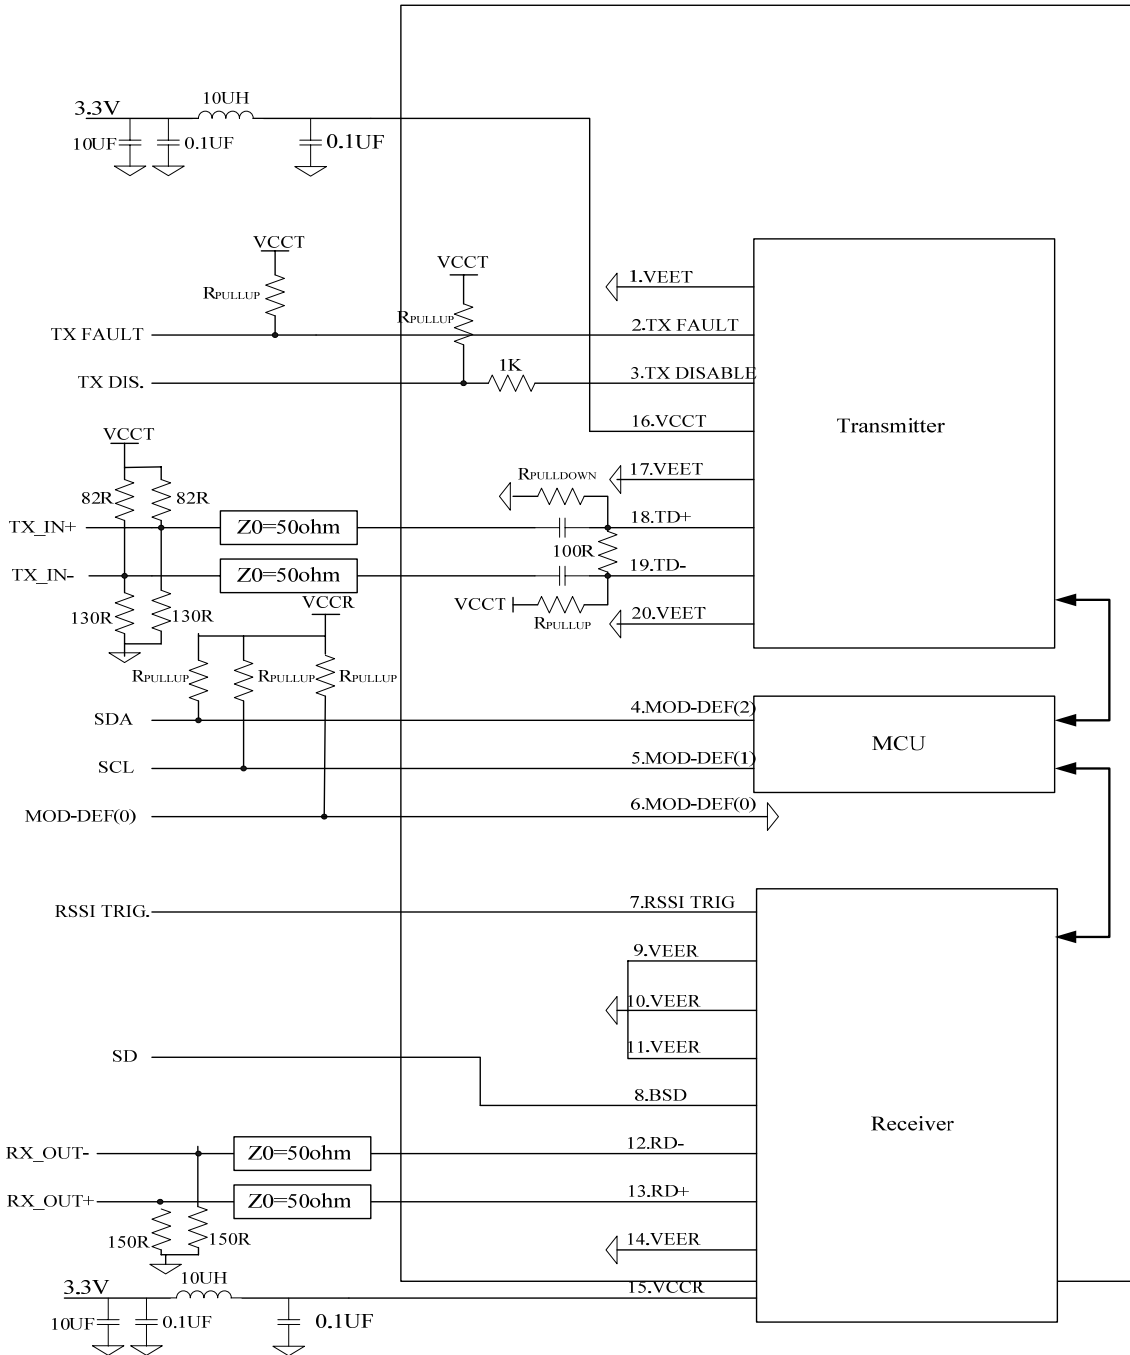 10UH
3.3V
10UF
0.1UF
0.1UF
VCCT
VCCT
RPULLUP
RPULLUP
1.VEET
TX FAULT
2.TX FAULT
1K
TX DIS.
3.TX DISABLE
Transmitter
16.VCCT
VCCT
RPULLDOWN
17.VEET
82R
82R
TX_IN+
Z0=50ohm
18.TD+
100R
TX_IN-
Z0=50ohm
19.TD-
VCCR
VCCT
130R
130R
RPULLUP
20.VEET
RPULLUP
RPULLUP
RPULLUP
SDA
4.MOD-DEF(2)
MCU
SCL
5.MOD-DEF(1)
MOD-DEF(0)
6.MOD-DEF(0)
RSSI TRIG.
7.RSSI TRIG
9.VEER
10.VEER
11.VEER
SD
8.BSD
Receiver
RX_OUT-
Z0=50ohm
12.RD-
RX_OUT+
Z0=50ohm
13.RD+
150R
150R
14.VEER
10UH
3.3V
15.VCCR
10UF
0.1UF
0.1UF